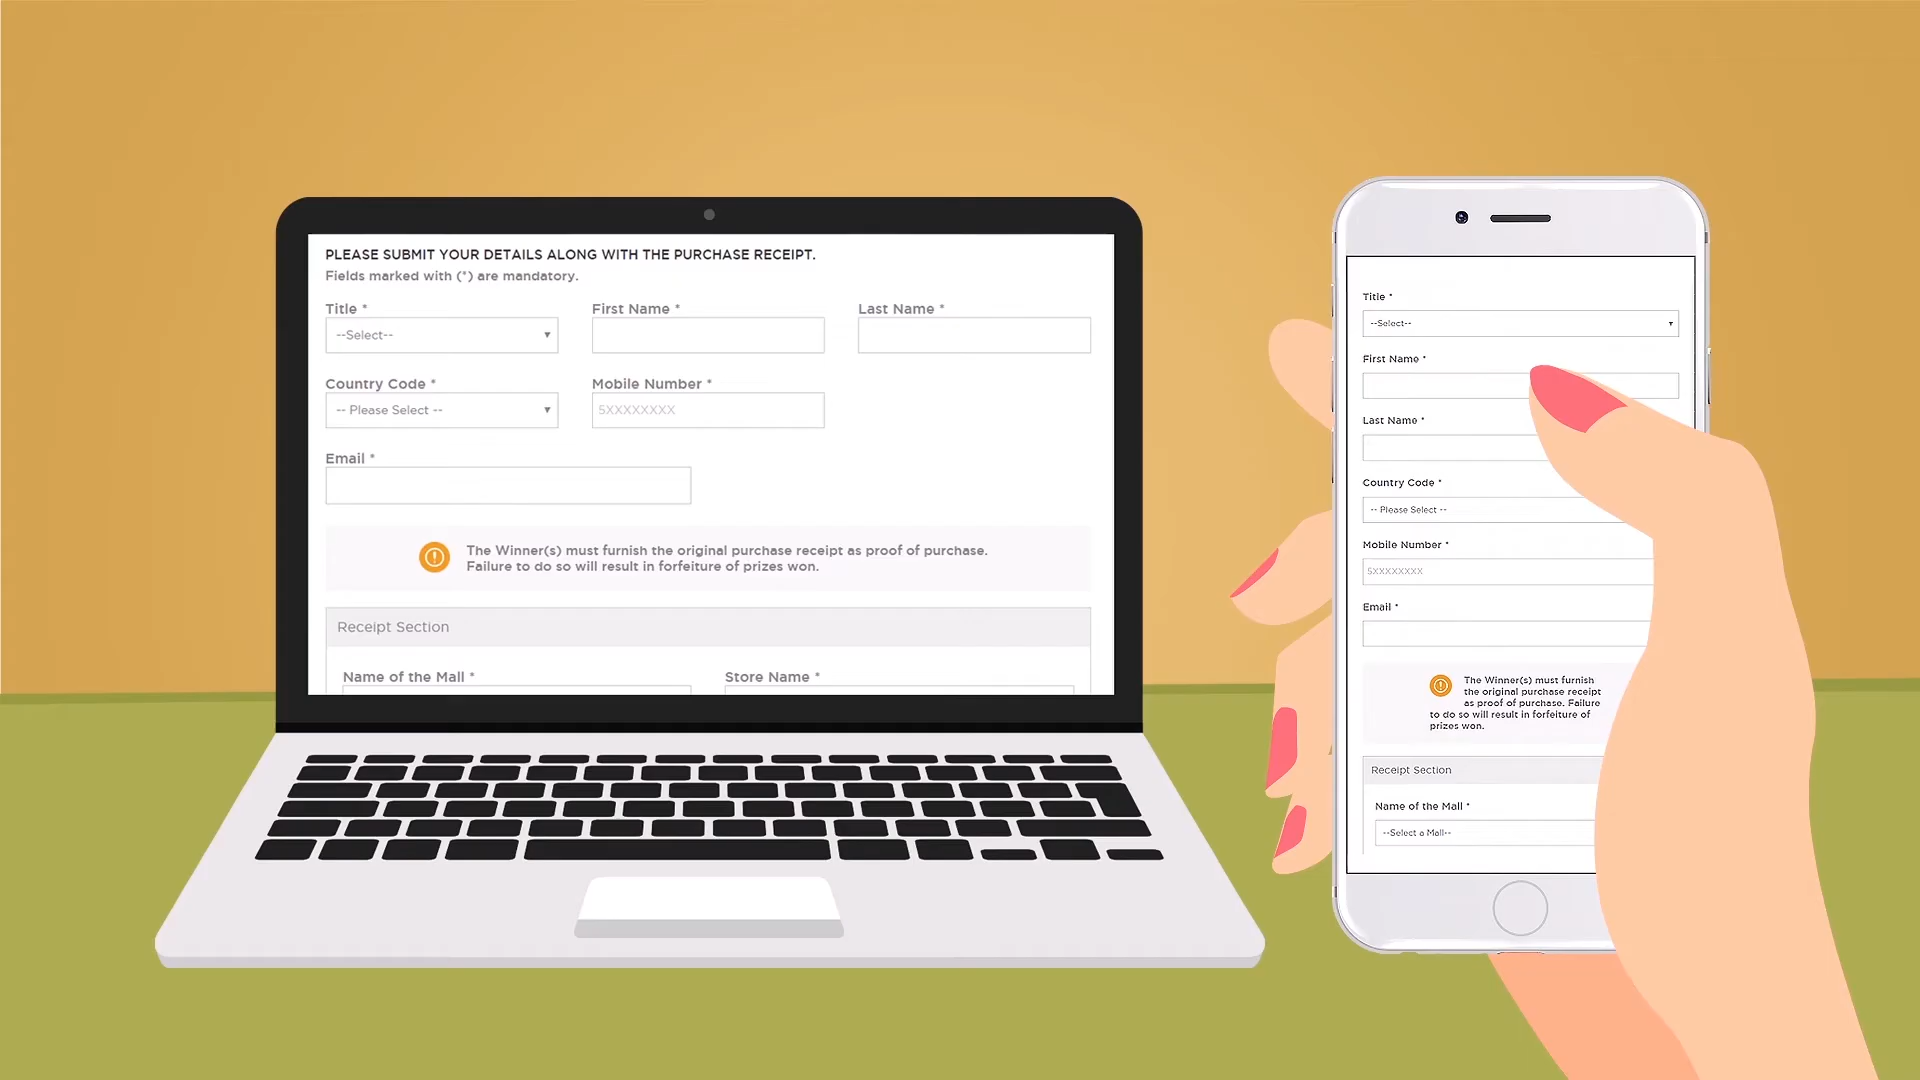 PLEASE SUBMIT YOUR DETAILS ALONG WITH THE PURCHASE RECEIPT.
Fields marked with (*) are mandatory.
Title * First Name * Last Name *
--Select--
Country Code * Mobile Number *
-- Please Select -- 5XXXXXXXX
Email *
The Winner(s) must furnish the original purchase receipt as proof of purchase.
Failure to do so will result in forfeiture of prizes won.
Receipt Section
Name of the Mall * Store Name *
Title *
--Select--
First Name *
Last Name *
Country Code *
-- Please Select --
Mobile Number *
5XXXXXXXX
Email *
The Winner(s) must furnish
the original purchase receipt
as proof of purchase. Failure
to do so will result in forfeiture of
prizes won.
Receipt Section
Name of the Mall *
--Select a Mall--